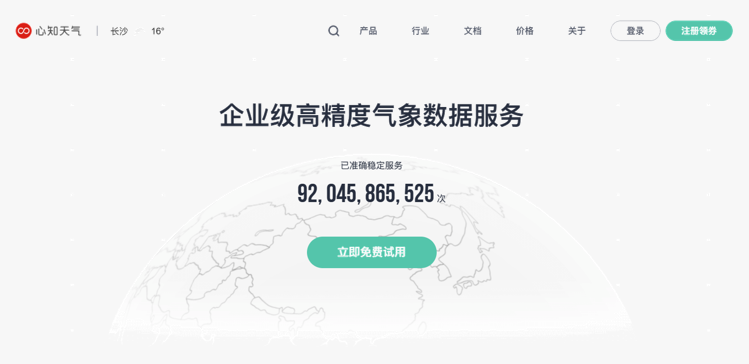 心知天气 长沙 16° 产品 行业 文档 价格 关于 登录 注册领券
企业级高精度气象数据服务
已准确稳定服务
92,045,865,525 次
立即免费试用